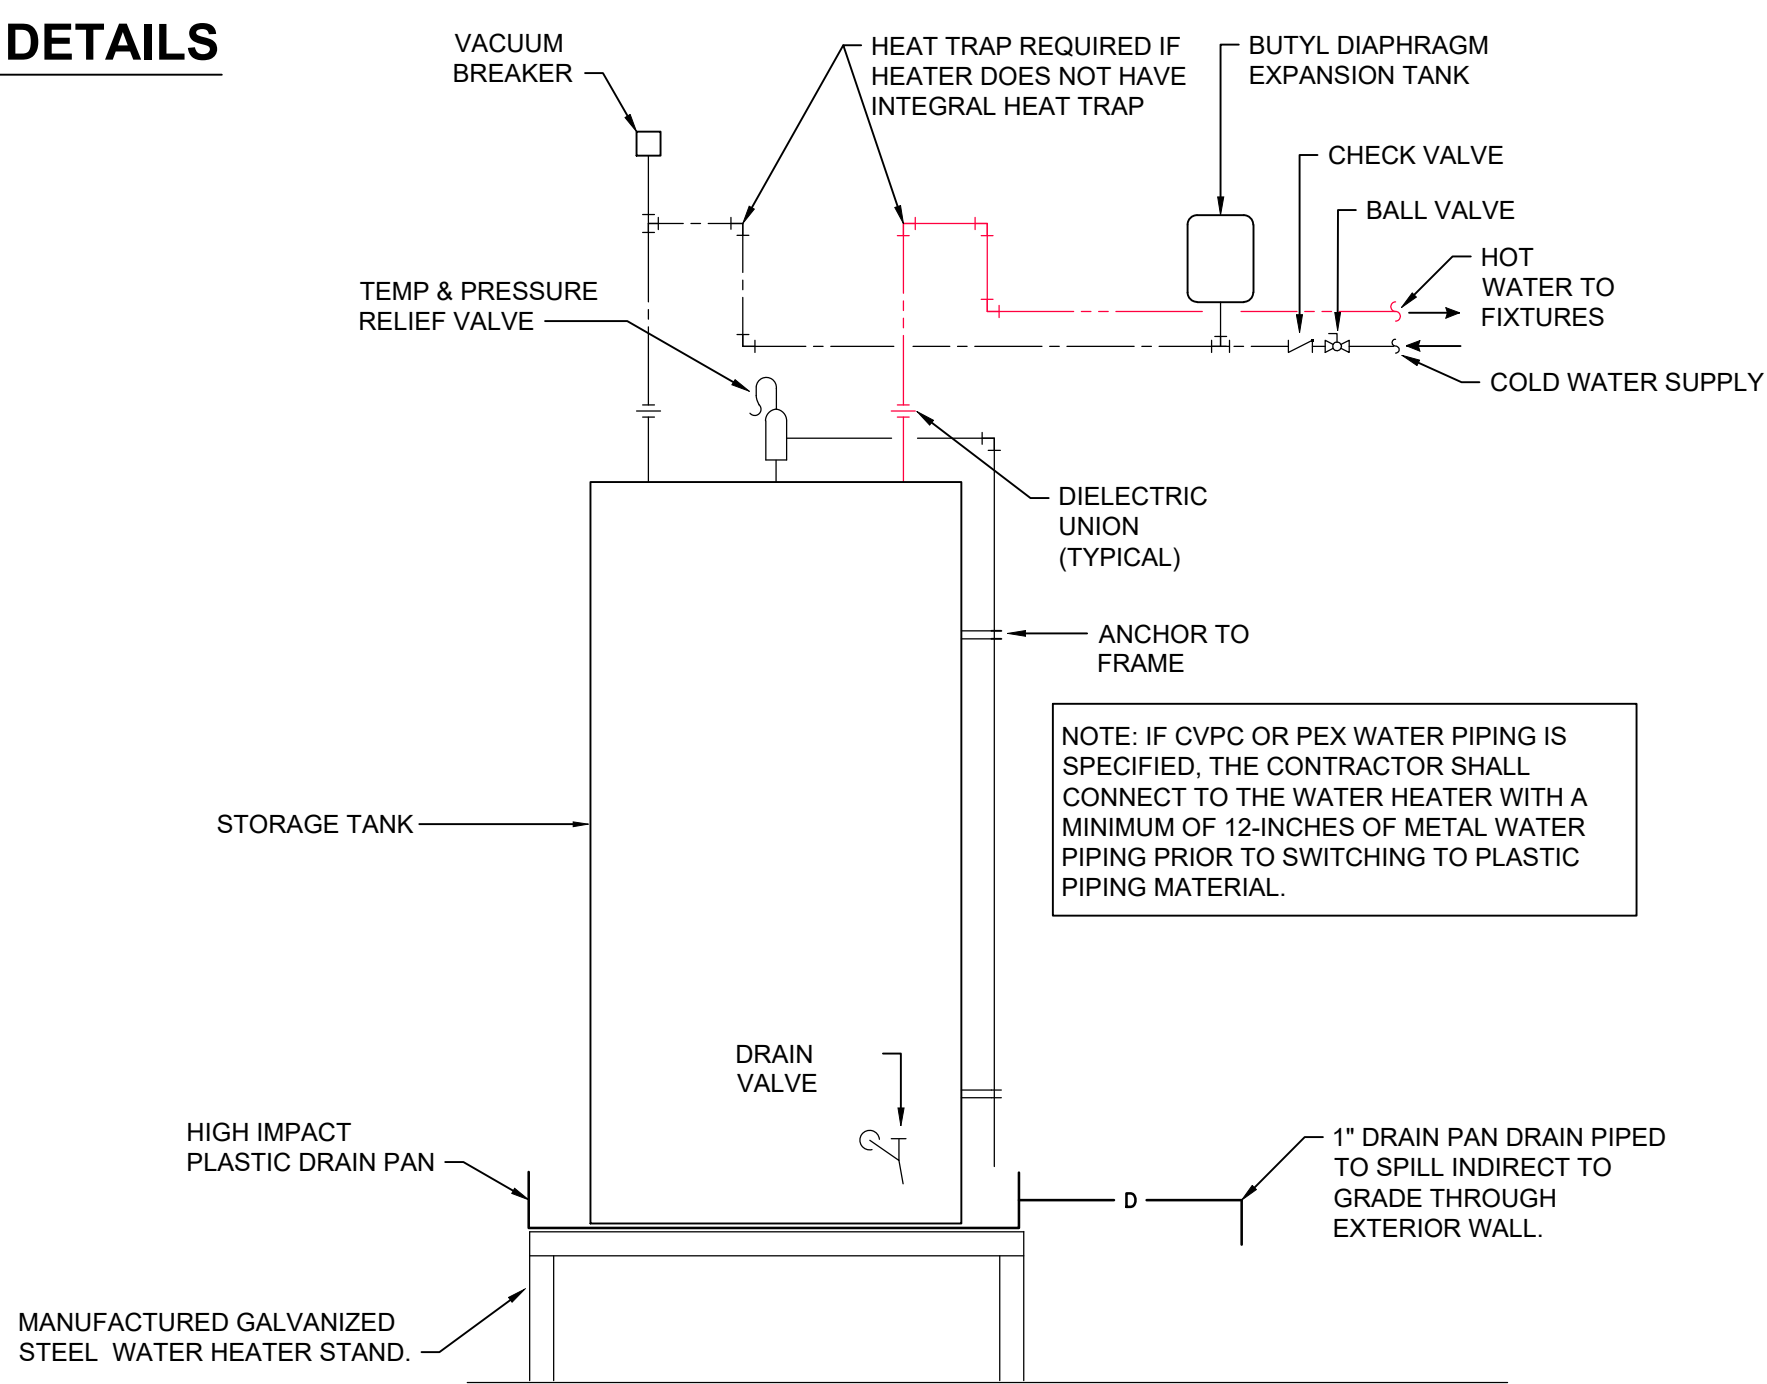 DETAILS
VACUUM
BREAKER
HEAT TRAP REQUIRED IF
HEATER DOES NOT HAVE
INTEGRAL HEAT TRAP
BUTYL DIAPHRAGM
EXPANSION TANK
CHECK VALVE
BALL VALVE
HOT
WATER TO
FIXTURES
TEMP & PRESSURE
RELIEF VALVE
COLD WATER SUPPLY
DIELECTRIC
UNION
(TYPICAL)
ANCHOR TO
FRAME
NOTE: IF CVPC OR PEX WATER PIPING IS
SPECIFIED, THE CONTRACTOR SHALL
CONNECT TO THE WATER HEATER WITH A
MINIMUM OF 12-INCHES OF METAL WATER
PIPING PRIOR TO SWITCHING TO PLASTIC
PIPING MATERIAL.
STORAGE TANK
DRAIN
VALVE
HIGH IMPACT
PLASTIC DRAIN PAN
1" DRAIN PAN DRAIN PIPED
TO SPILL INDIRECT TO
GRADE THROUGH
EXTERIOR WALL.
D
MANUFACTURED GALVANIZED
STEEL WATER HEATER STAND.